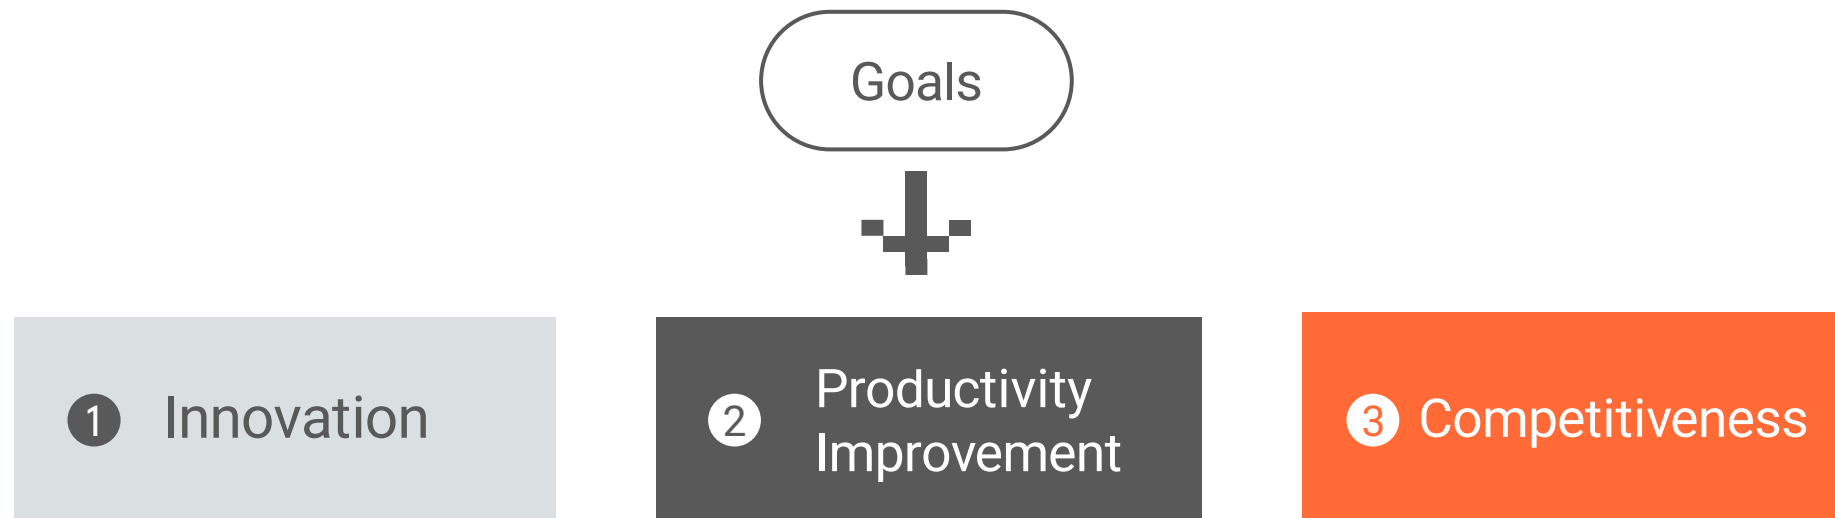 Goals
1 Innovation
2 Productivity
Improvement
3 Competitiveness